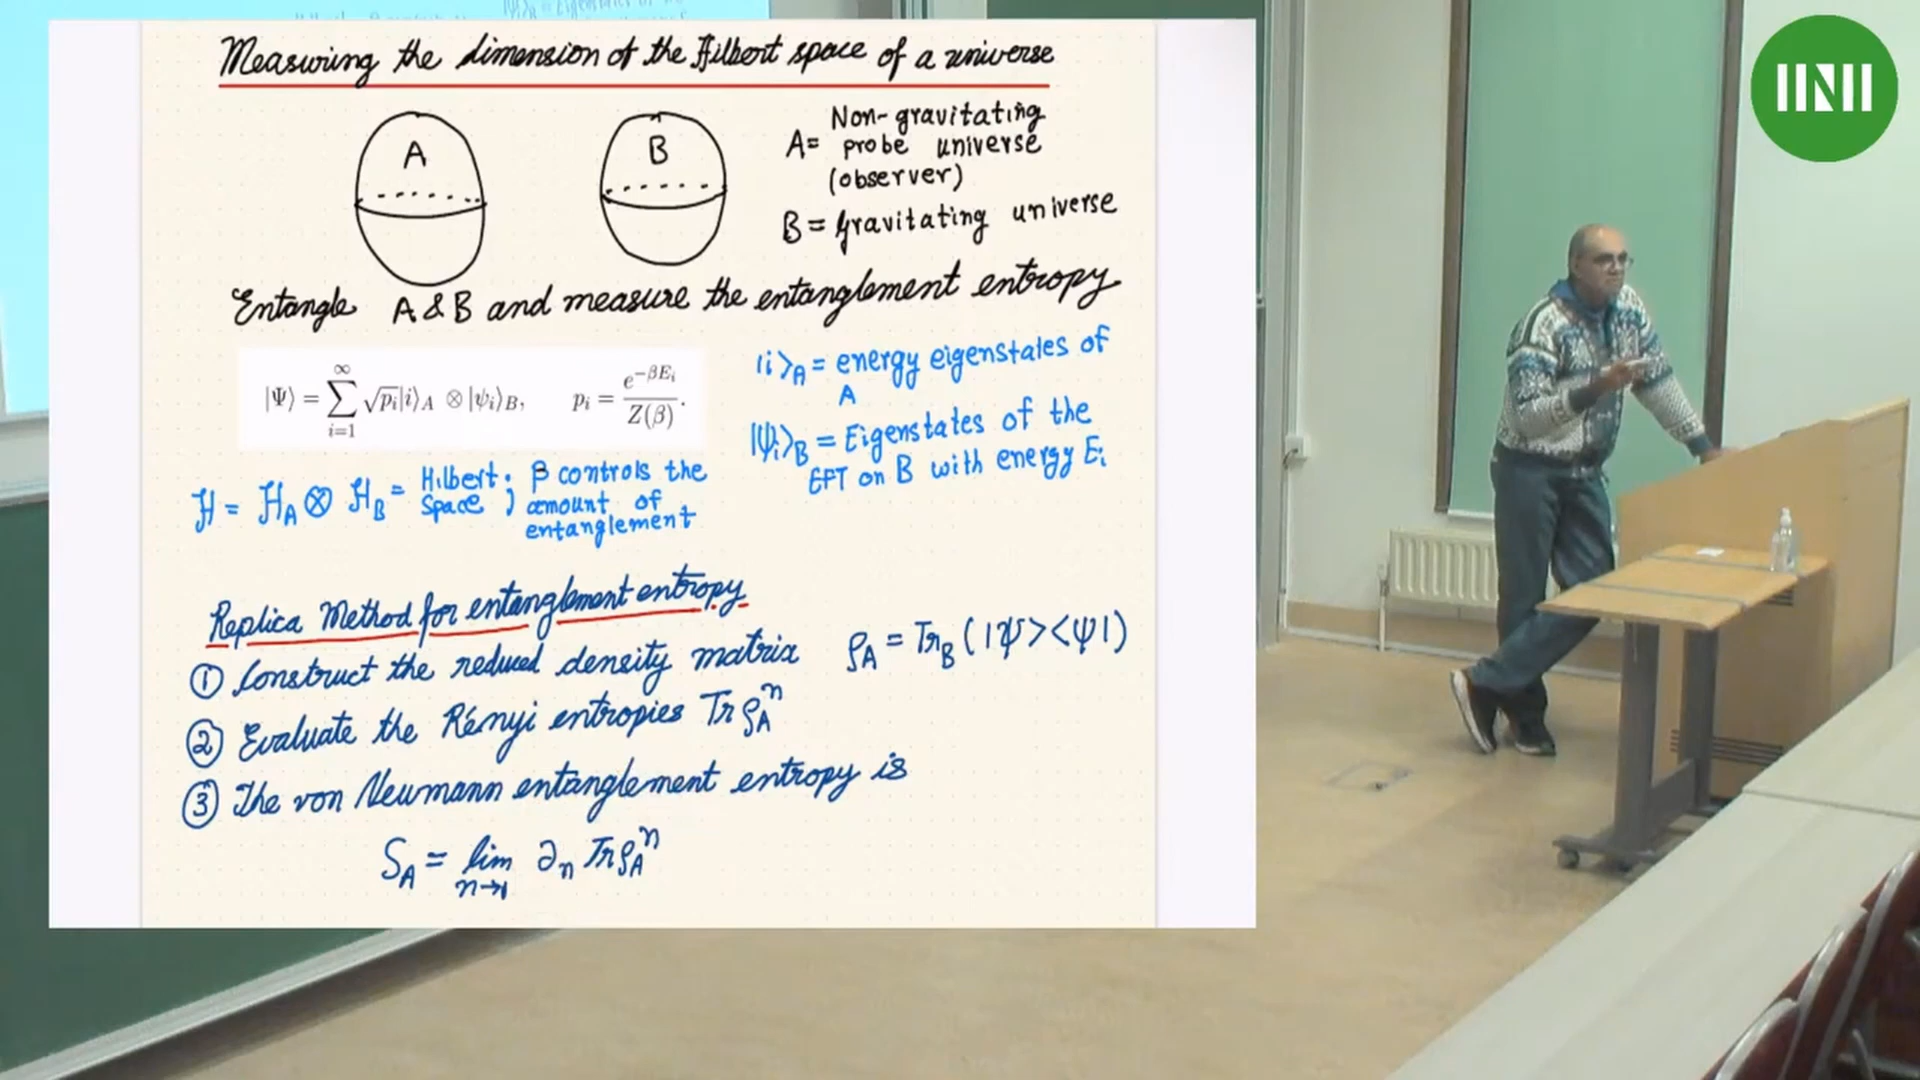 Measuring the dimension of the Hilbert space of a universe
A
B
A = Non-gravitating probe universe (observer)
B = Gravitating universe
Entangle A & B and measure the entanglement entropy
|Ψ⟩ = ∑_{i=1}^{∞} √p_i |i⟩_A ⊗ |ψ_i⟩_B, p_i = e^{-βE_i} / Z(β).
|i⟩_A = energy eigenstates of A
|ψ_i⟩_B = Eigenstates of the EFT on B with energy E_i
H = H_A ⊗ H_B = Hilbert space ; β controls the amount of entanglement
Replica Method for entanglement entropy
① Construct the reduced density matrix ρ_A = Tr_B (|ψ><ψ|)
② Evaluate the Rényi entropies Tr ρ_A^n
③ The von Neumann entanglement entropy is
S_A = lim_{n→1} ∂_n Tr ρ_A^n